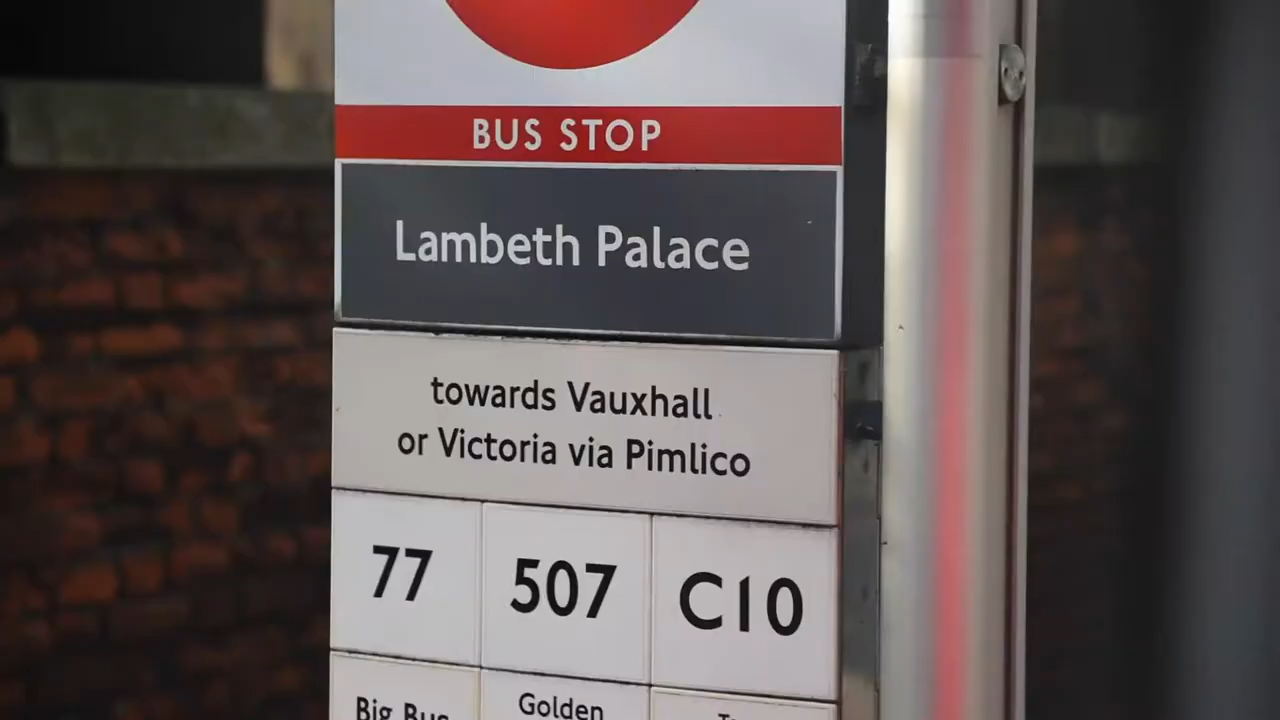 BUS STOP
Lambeth Palace
towards Vauxhall
or Victoria via Pimlico
77 507 C10
Big Bus Golden